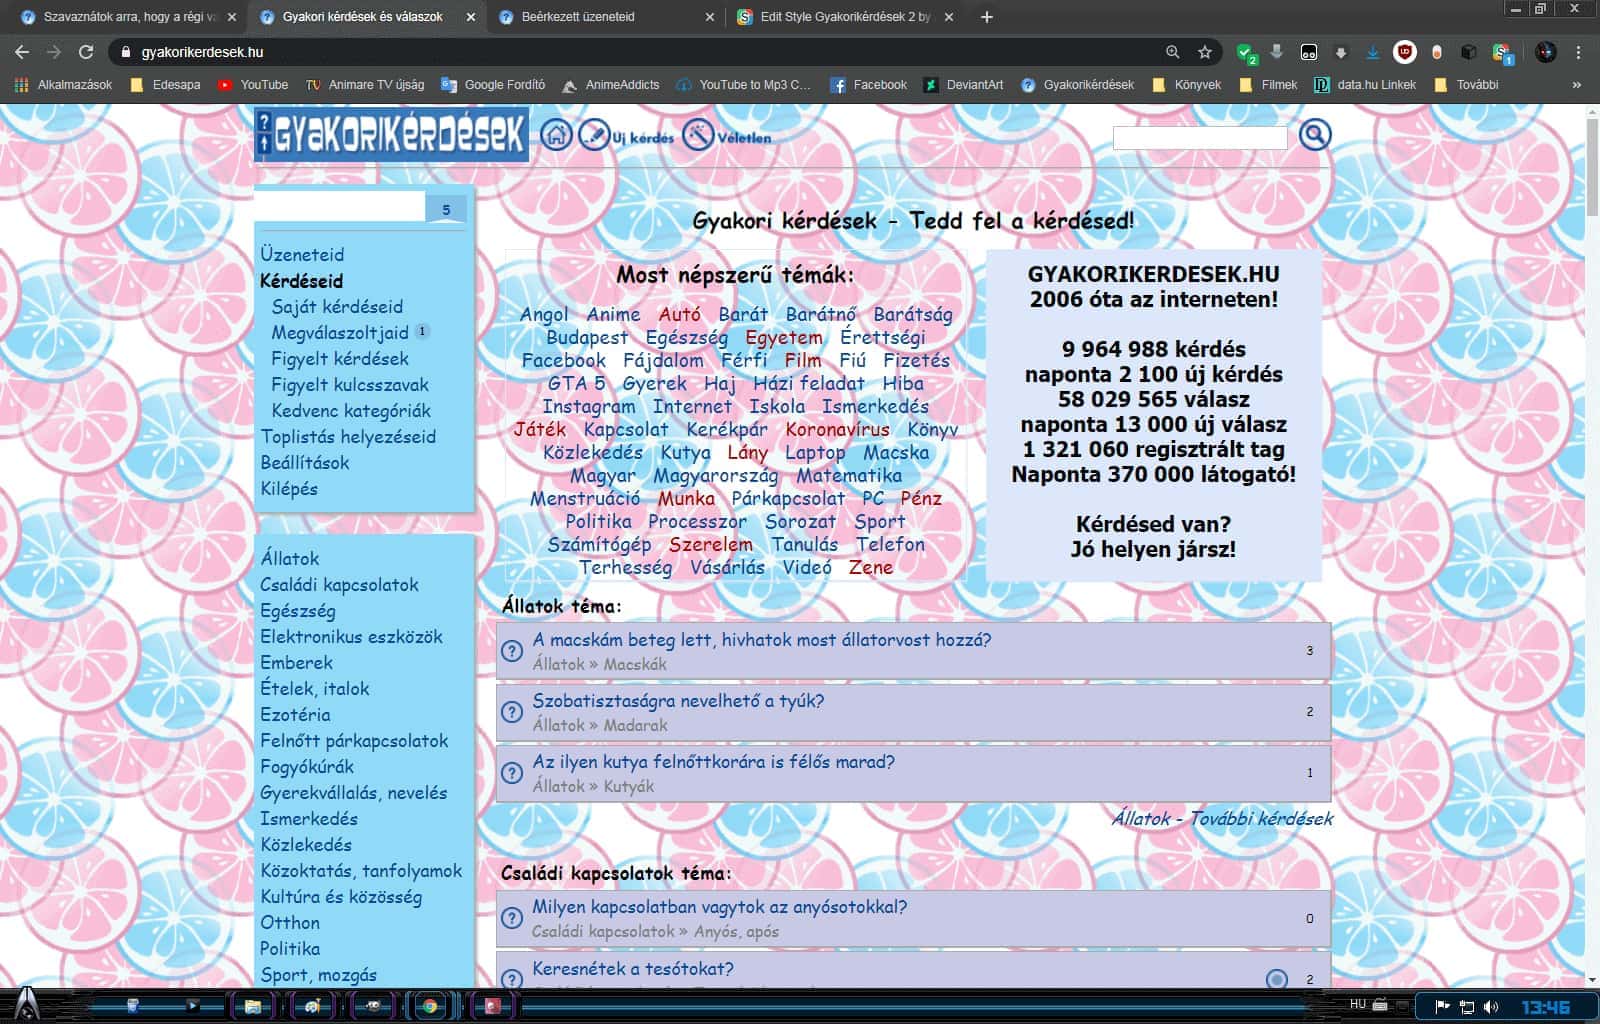 Szavaznátok arra, hogy a régi va
Gyakori kérdések és válaszok
Beérkezett üzeneteid
Edit Style Gyakorikérdések 2 by
gyakorikerdesek.hu
2
1
Alkalmazások
Edesapa
YouTube
Animare TV újság
Google Fordító
AnimeAddicts
YouTube to Mp3 C...
Facebook
DeviantArt
Gyakorikérdések
Könyvek
Filmek
data.hu Linkek
További
»
GYAKORIKÉRDÉSEK
Uj kérdés
Véletlen
5
Üzeneteid
Kérdéseid
Saját kérdéseid
Megválaszoltjaid 1
Figyelt kérdések
Figyelt kulcsszavak
Kedvenc kategóriák
Toplistás helyezéseid
Beállítások
Kilépés
Állatok
Családi kapcsolatok
Egészség
Elektronikus eszközök
Emberek
Ételek, italok
Ezotéria
Felnőtt párkapcsolatok
Fogyókúrák
Gyerekvállalás, nevelés
Ismerkedés
Közlekedés
Közoktatás, tanfolyamok
Kultúra és közösség
Otthon
Politika
Sport, mozgás
Gyakori kérdések - Tedd fel a kérdésed!
Most népszerű témák:
Angol Anime Autó Barát Barátnő Barátság
Budapest Egészség Egyetem Érettségi
Facebook Fájdalom Férfi Film Fiú Fizetés
GTA 5 Gyerek Haj Házi feladat Hiba
Instagram Internet Iskola Ismerkedés
Játék Kapcsolat Kerékpár Koronavírus Könyv
Közlekedés Kutya Lány Laptop Macska
Magyar Magyarország Matematika
Menstruáció Munka Párkapcsolat PC Pénz
Politika Processzor Sorozat Sport
Számítógép Szerelem Tanulás Telefon
Terhesség Vásárlás Videó Zene
GYAKORIKERDESEK.HU
2006 óta az interneten!
9 964 988 kérdés
naponta 2 100 új kérdés
58 029 565 válasz
naponta 13 000 új válasz
1 321 060 regisztrált tag
Naponta 370 000 látogató!
Kérdésed van?
Jó helyen jársz!
Állatok téma:
A macskám beteg lett, hivhatok most állatorvost hozzá?
Állatok » Macskák
3
Szobatisztaságra nevelhető a tyúk?
Állatok » Madarak
2
Az ilyen kutya felnőttkorára is félős marad?
Állatok » Kutyák
1
Állatok - További kérdések
Családi kapcsolatok téma:
Milyen kapcsolatban vagytok az anyósotokkal?
Családi kapcsolatok » Anyós, após
0
Keresnétek a tesótokat?
2
HU
13:46